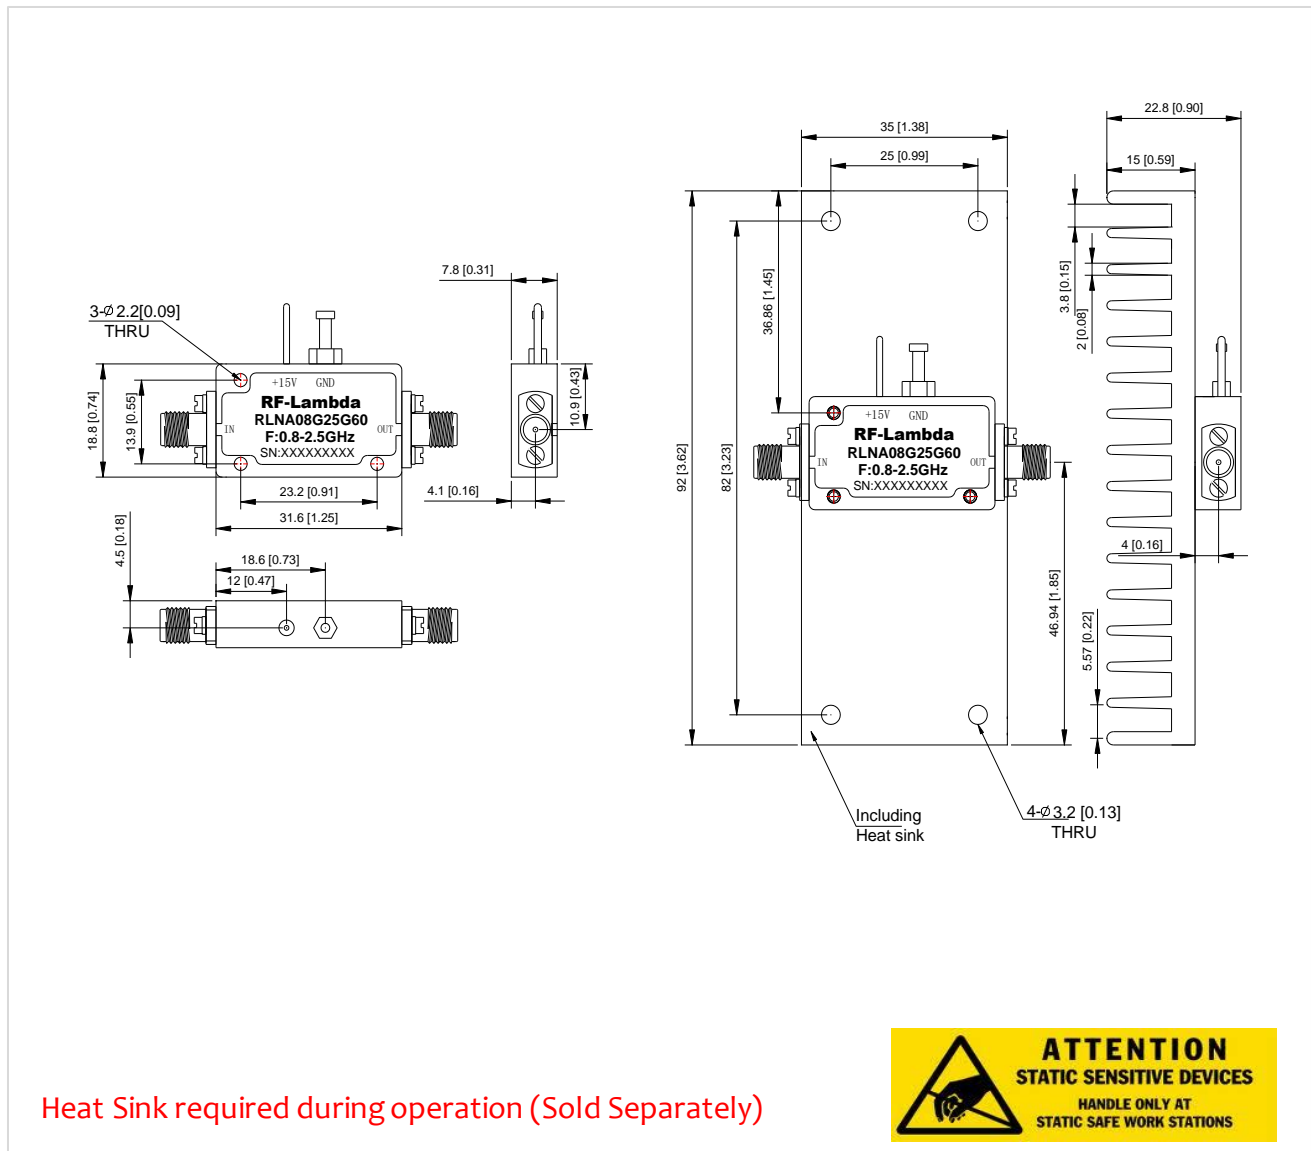 22.8 [0.90]
35 [1.38]
25 [0.99]
15 [0.59]
3.8 [0.15]
2 [0.08]
36.86 [1.45]
7.8 [0.31]
3-Ø2.2[0.09]
THRU
18.8 [0.74]
13.9 [0.55]
+15V GND
RF-Lambda
RLNA08G25G60
F:0.8-2.5GHz
SN:XXXXXXXXX
IN
OUT
10.9 [0.43]
23.2 [0.91]
31.6 [1.25]
4.1 [0.16]
4.5 [0.18]
18.6 [0.73]
12 [0.47]
92 [3.62]
82 [3.23]
+15V GND
RF-Lambda
RLNA08G25G60
F:0.8-2.5GHz
SN:XXXXXXXXX
IN
OUT
46.94 [1.85]
4 [0.16]
5.57 [0.22]
Including
Heat sink
4-Ø3.2 [0.13]
THRU
Heat Sink required during operation (Sold Separately)
ATTENTION
STATIC SENSITIVE DEVICES
HANDLE ONLY AT
STATIC SAFE WORK STATIONS